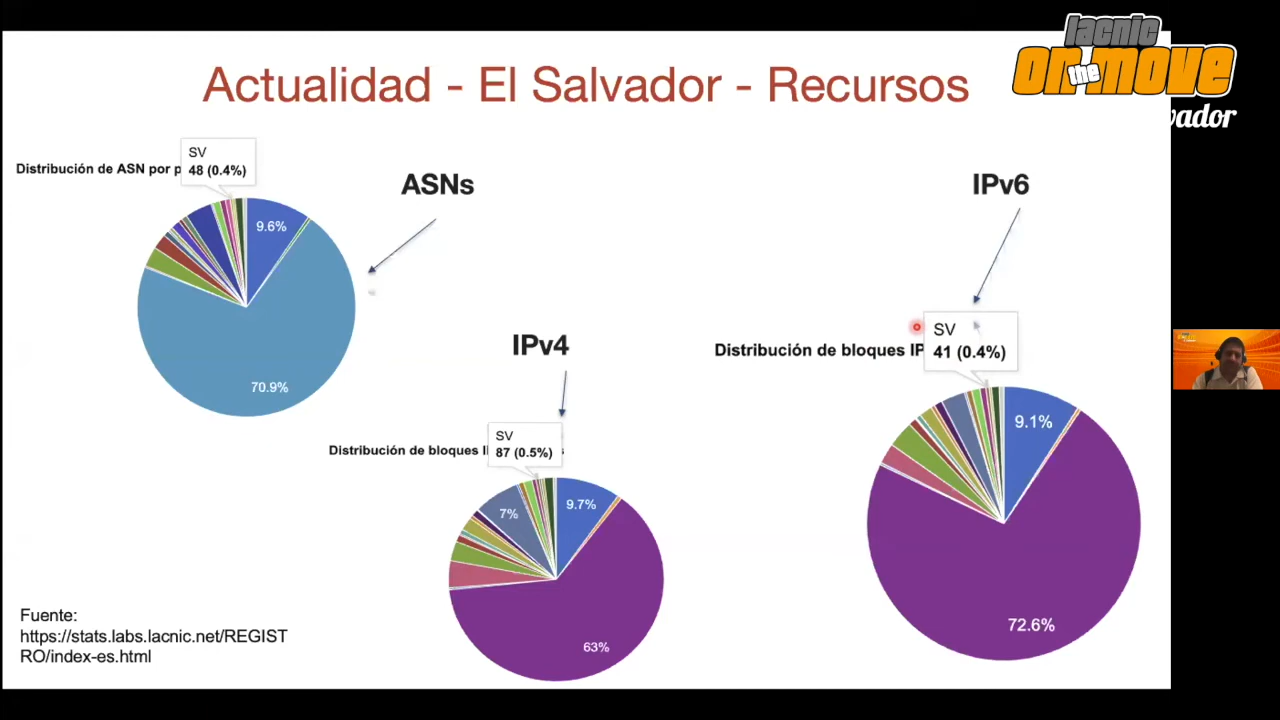 lacnic
on the move
vador
Actualidad - El Salvador - Recursos
Distribución de ASN por p
SV
48 (0.4%)
ASNs
9.6%
70.9%
IPv4
Distribución de bloques I
SV
87 (0.5%)
9.7%
7%
63%
IPv6
Distribución de bloques IP
SV
41 (0.4%)
9.1%
72.6%
Fuente:
https://stats.labs.lacnic.net/REGIST
RO/index-es.html